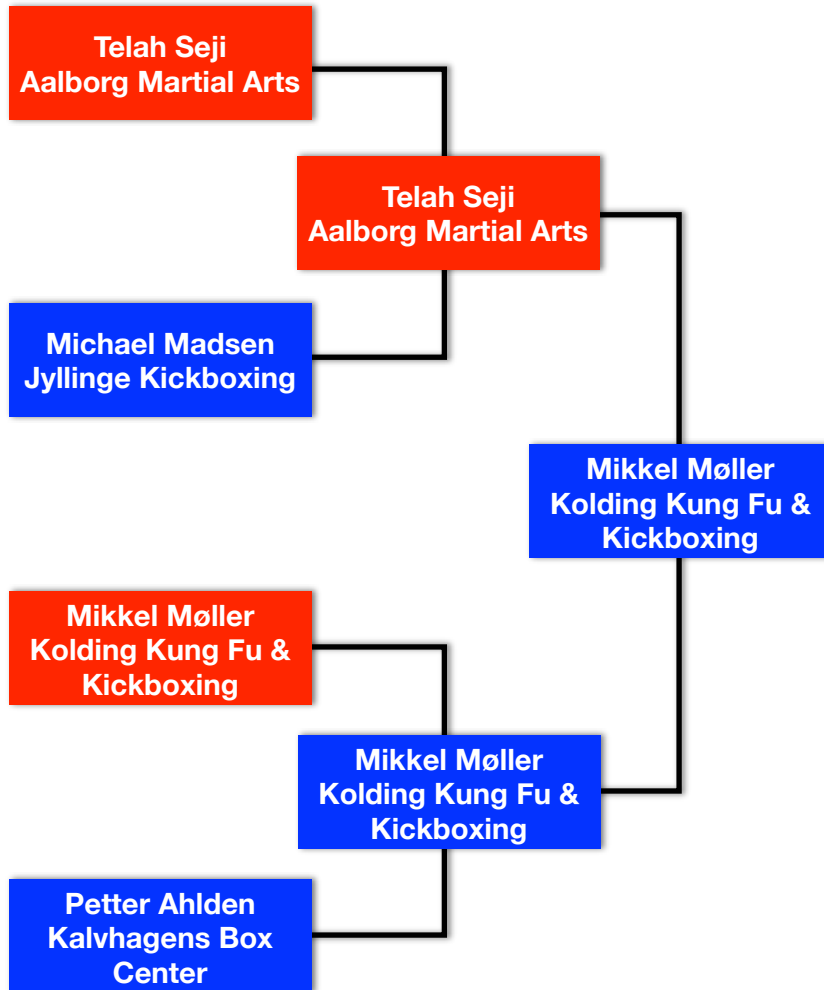 Telah Seji
Aalborg Martial Arts
Telah Seji
Aalborg Martial Arts
Michael Madsen
Jyllinge Kickboxing
Mikkel Møller
Kolding Kung Fu &
Kickboxing
Mikkel Møller
Kolding Kung Fu &
Kickboxing
Mikkel Møller
Kolding Kung Fu &
Kickboxing
Petter Ahlden
Kalvhagens Box
Center